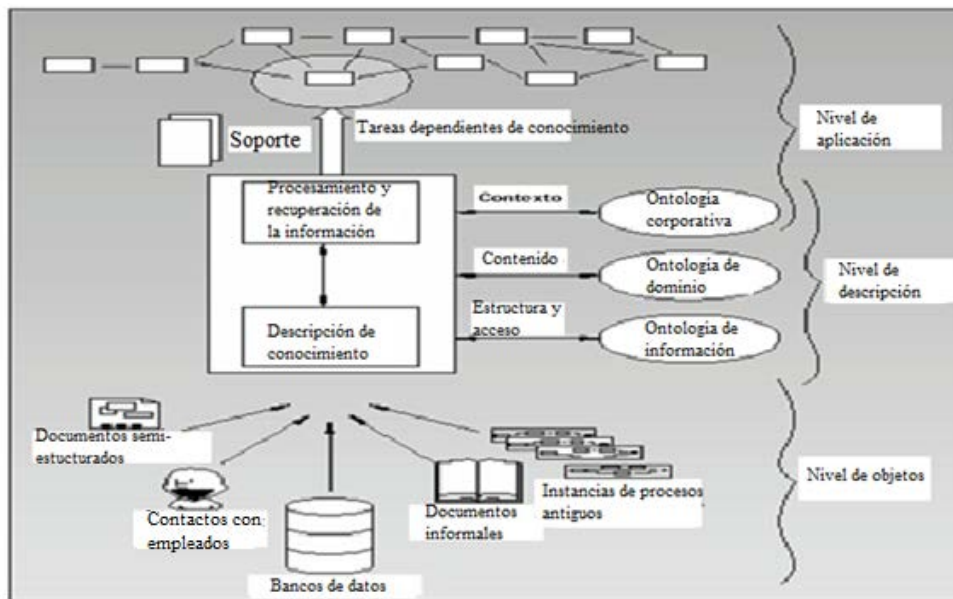 Soporte
Tareas dependientes de conocimiento
Nivel de
aplicación
Procesamiento y
recuperación de
la información
Contexto
Ontología
corporativa
Contenido
Ontología de
dominio
Nivel de
descripción
Estructura y
acceso
Descripción de
conocimiento
Ontología de
información
Documentos semi-
estucturados
Contactos con
empleados
Bancos de datos
Documentos
informales
Instancias de procesos
antiguos
Nivel de objetos